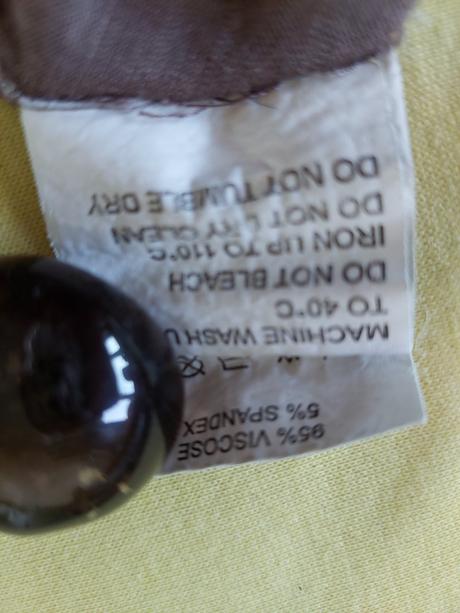 95% VISCOSE
5% SPANDEX
MACHINE WASH U
TO 40°C
DO NOT BLEACH
IRON UP TO 110°C
DO NOT DRY CLEAN
DO NOT TUMBLE DRY